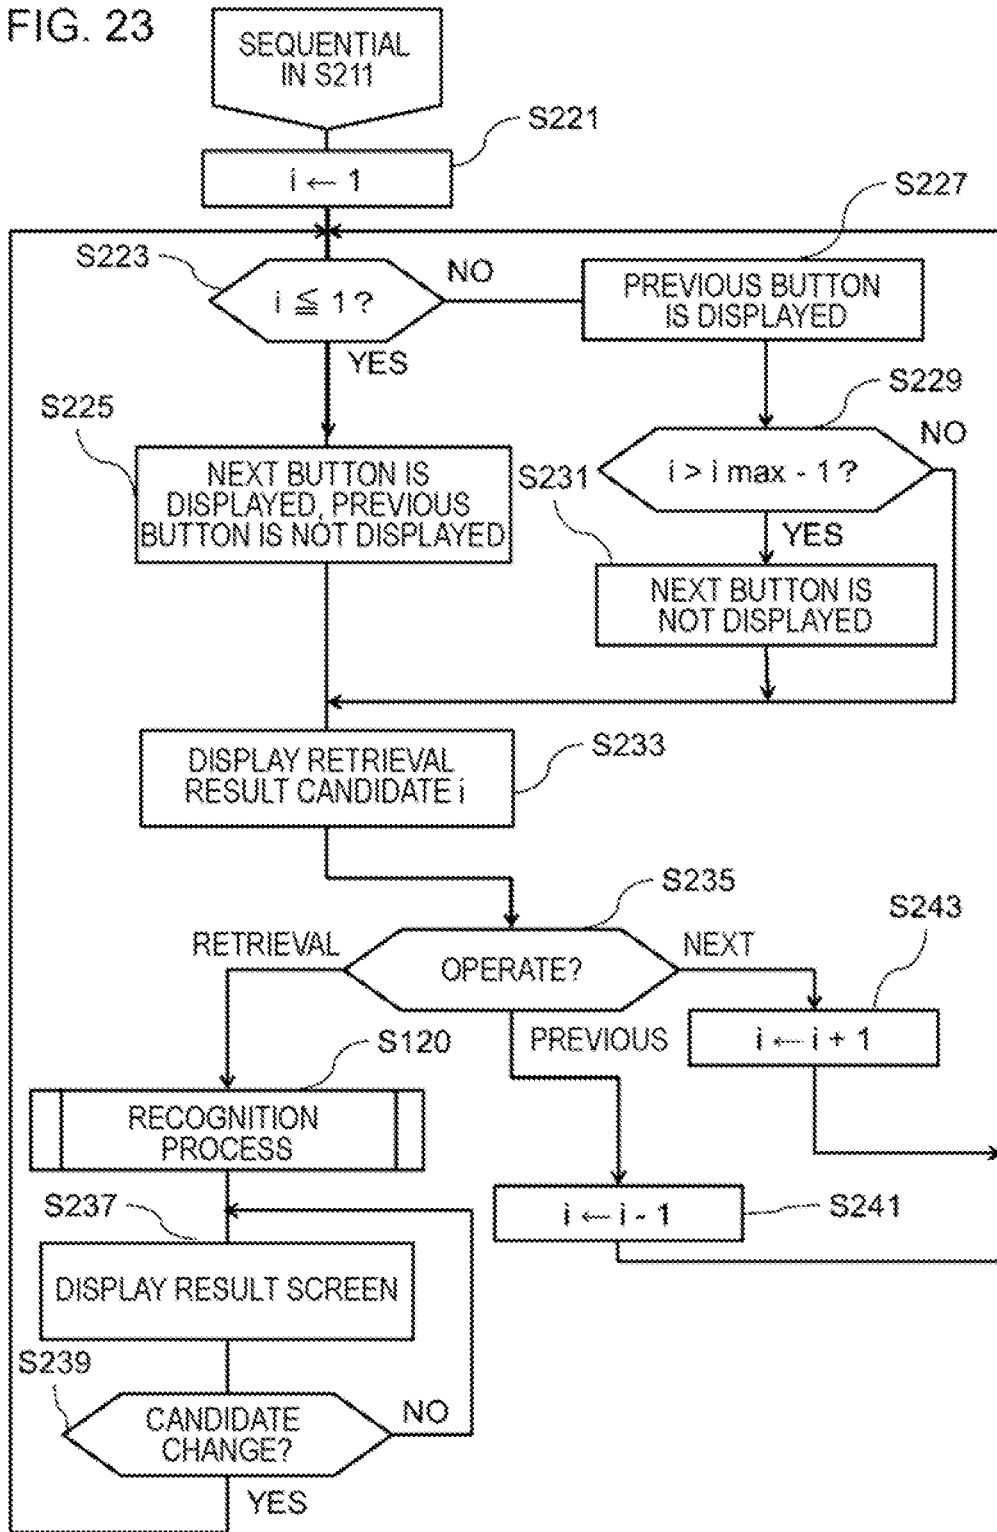 FIG. 23
SEQUENTIAL
IN S211
S221
i ← 1
S227
S223
NO
i ≦ 1 ?
PREVIOUS BUTTON
IS DISPLAYED
YES
S229
S225
NO
NEXT BUTTON IS
DISPLAYED, PREVIOUS
BUTTON IS NOT DISPLAYED
i > i max - 1 ?
S231
YES
NEXT BUTTON IS
NOT DISPLAYED
S233
DISPLAY RETRIEVAL
RESULT CANDIDATE i
S235
S243
RETRIEVAL
NEXT
OPERATE?
S120
PREVIOUS
i ← i + 1
RECOGNITION
PROCESS
S237
i ← i - 1
S241
DISPLAY RESULT SCREEN
S239
CANDIDATE
CHANGE?
NO
YES